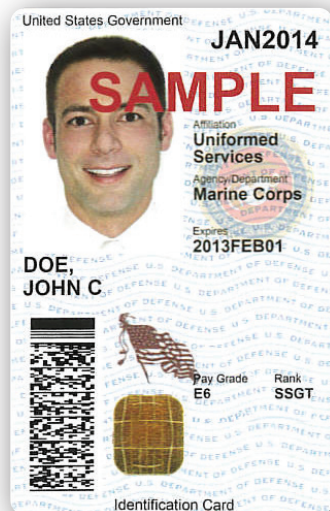 United States Government
JAN2014
SAMPLE
Affiliation
Uniformed
Services
Agency/Department
Marine Corps
Expires
2013FEB01
DOE,
JOHN C
Pay Grade
Rank
E6
SSGT
Identification Card